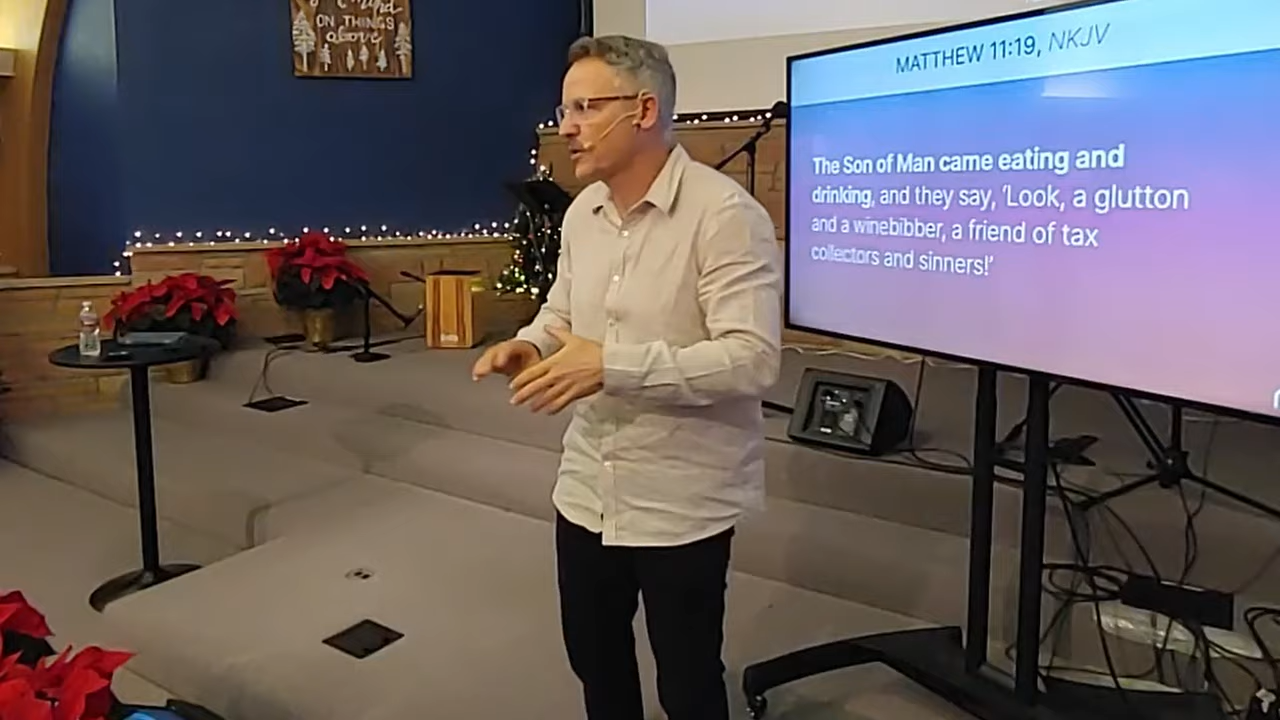 mind
ON THINGS
above
MATTHEW 11:19, NKJV
The Son of Man came eating and
drinking, and they say, ‘Look, a glutton
and a winebibber, a friend of tax
collectors and sinners!’